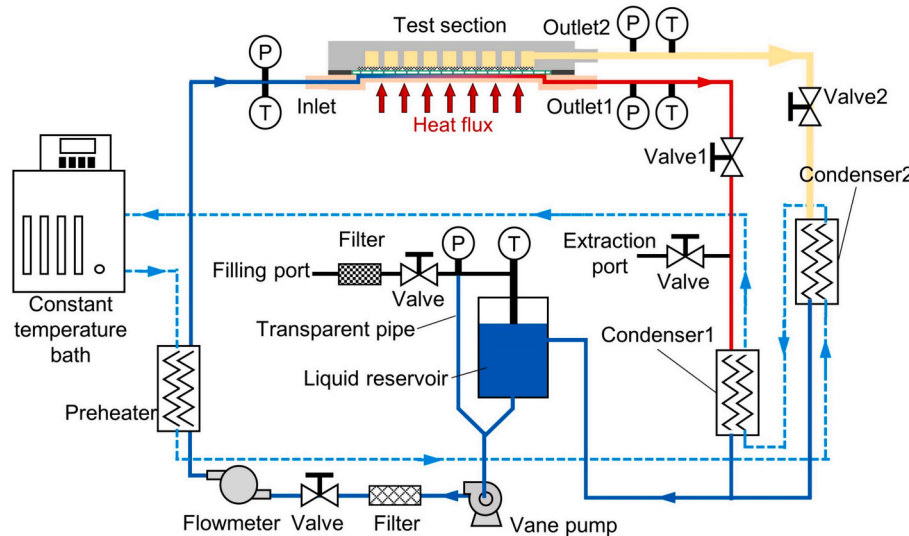 Test section
Outlet2
P
T
P
T
Inlet
Heat flux
P
T
Outlet1
Valve2
Valve1
Condenser2
Filter
P
T
Extraction
port
Filling port
Valve
Valve
Constant
temperature
bath
Transparent pipe
Condenser1
Liquid reservoir
Preheater
Flowmeter
Valve
Filter
Vane pump